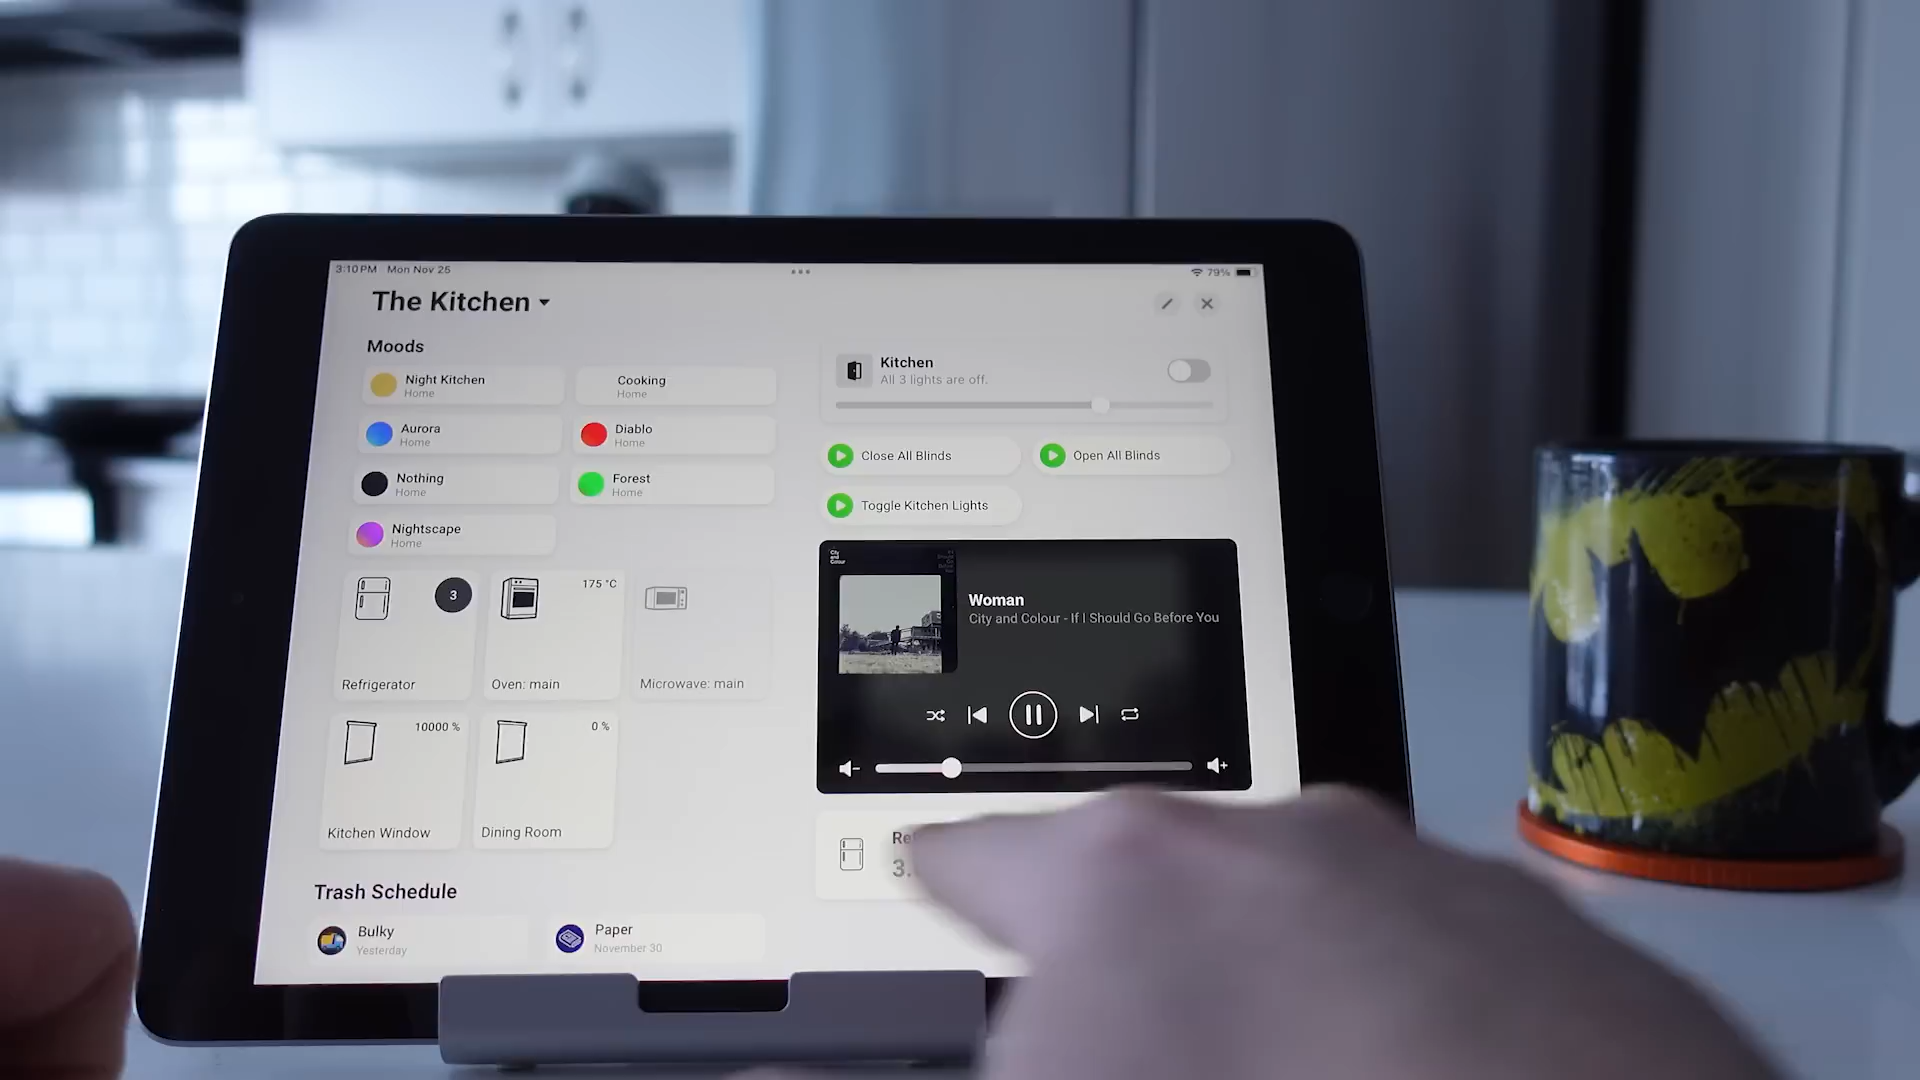 3:10 PM Mon Nov 25
79%
The Kitchen
Moods
Night Kitchen
Home
Cooking
Home
Aurora
Home
Diablo
Home
Nothing
Home
Forest
Home
Nightscape
Home
3
Refrigerator
175 °C
Oven: main
Microwave: main
10000 %
Kitchen Window
0 %
Dining Room
Trash Schedule
Bulky
Yesterday
Paper
November 30
Kitchen
All 3 lights are off.
Close All Blinds
Open All Blinds
Toggle Kitchen Lights
City
and
Colour
Woman
City and Colour - If I Should Go Before You